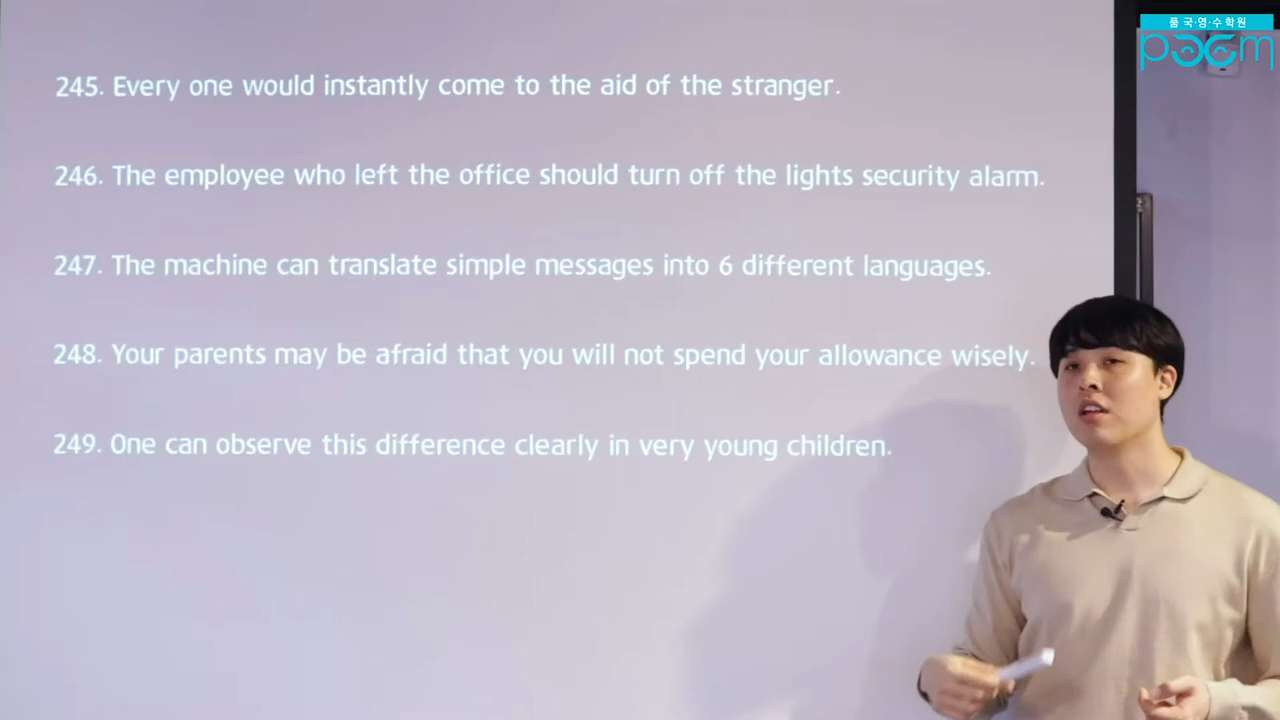 품 국·영·수학원
poem
245. Every one would instantly come to the aid of the stranger.
246. The employee who left the office should turn off the lights security alarm.
247. The machine can translate simple messages into 6 different languages.
248. Your parents may be afraid that you will not spend your allowance wisely.
249. One can observe this difference clearly in very young children.